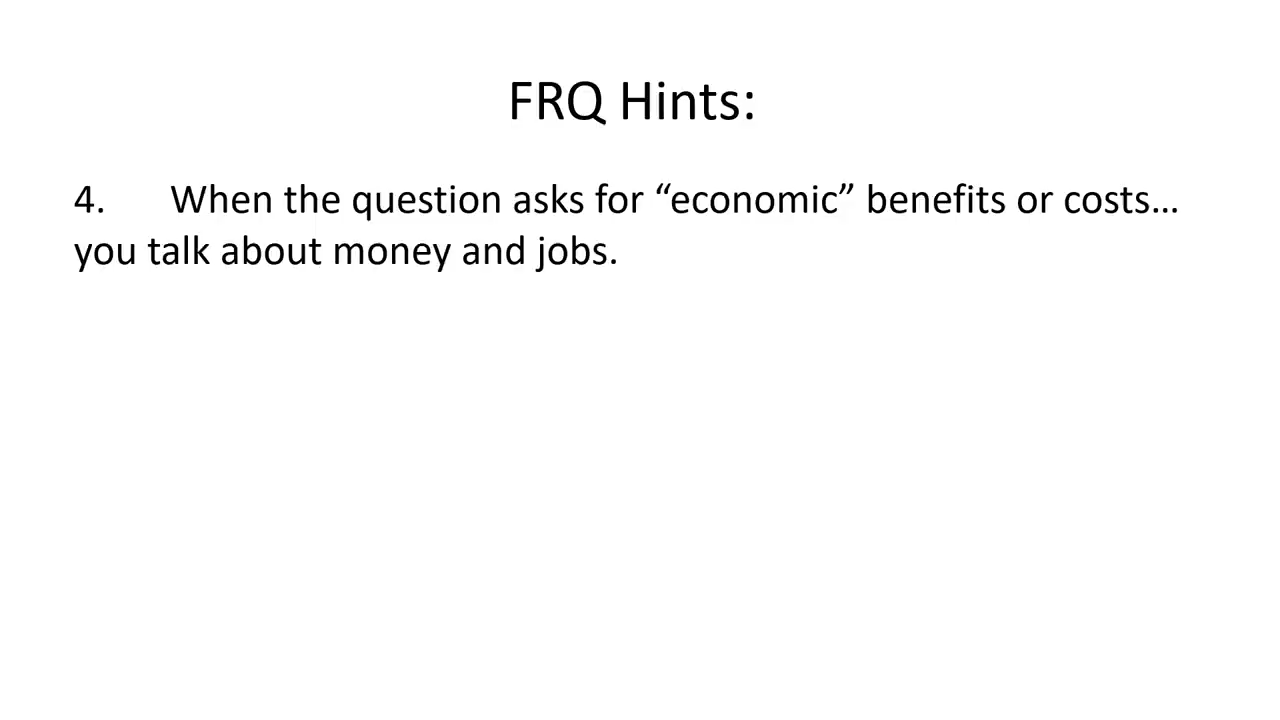 FRQ Hints:
4. When the question asks for “economic” benefits or costs…
you talk about money and jobs.